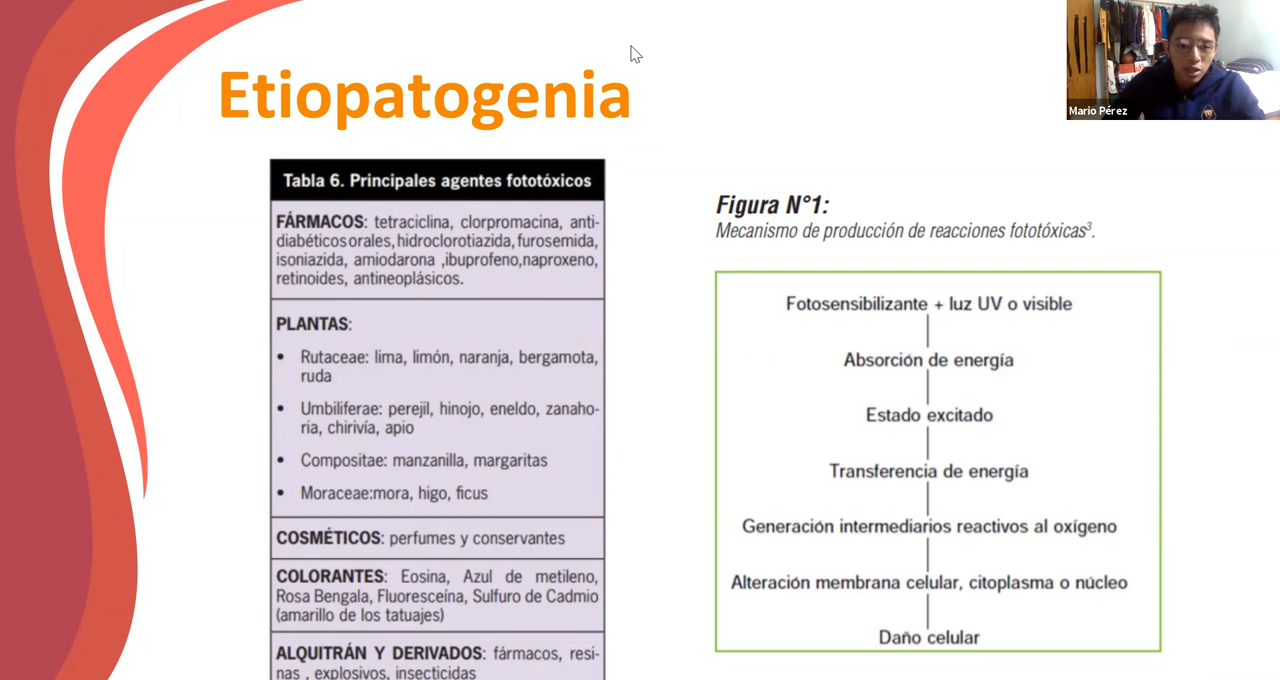 Etiopatogenia
Mario Pérez
Tabla 6. Principales agentes fototóxicos
FÁRMACOS: tetraciclina, clorpromacina, anti-
diabéticos orales, hidroclorotiazida, furosemida,
isoniazida, amiodarona ,ibuprofeno,naproxeno,
retinoides, antineoplásicos.
PLANTAS:
• Rutaceae: lima, limón, naranja, bergamota,
ruda
• Umbiliferae: perejil, hinojo, eneldo, zanaho-
ria, chirivía, apio
• Compositae: manzanilla, margaritas
• Moraceae:mora, higo, ficus
COSMÉTICOS: perfumes y conservantes
COLORANTES: Eosina, Azul de metileno,
Rosa Bengala, Fluoresceína, Sulfuro de Cadmio
(amarillo de los tatuajes)
ALQUITRÁN Y DERIVADOS: fármacos, resi-
nas , explosivos, insecticidas
Figura N°1:
Mecanismo de producción de reacciones fototóxicas³.
Fotosensibilizante + luz UV o visible
Absorción de energía
Estado excitado
Transferencia de energía
Generación intermediarios reactivos al oxígeno
Alteración membrana celular, citoplasma o núcleo
Daño celular